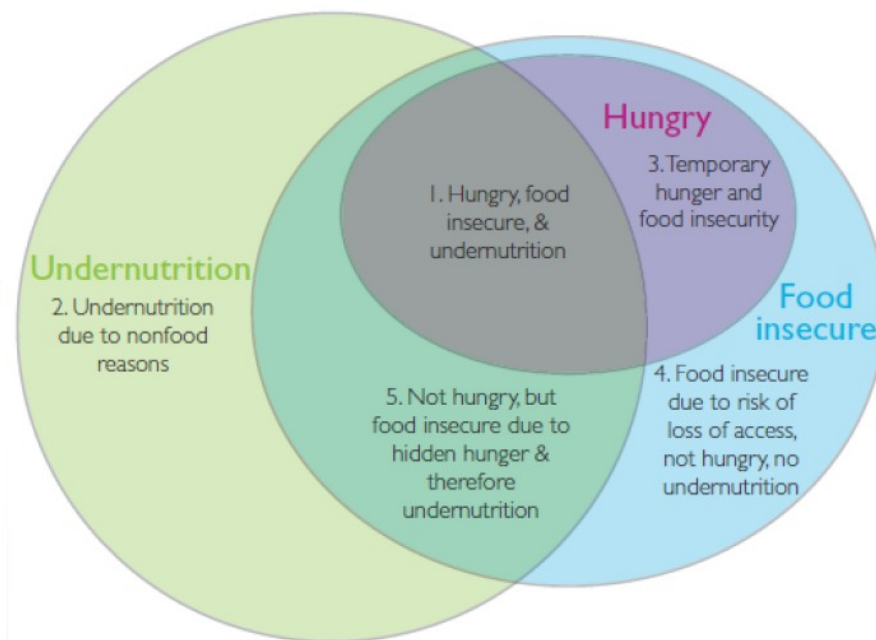 Hungry
1. Hungry, food
insecure, &
undernutrition
3. Temporary
hunger and
food insecurity
Undernutrition
2. Undernutrition
due to nonfood
reasons
Food
insecure
5. Not hungry, but
food insecure due to
hidden hunger &
therefore
undernutrition
4. Food insecure
due to risk of
loss of access,
not hungry, no
undernutrition